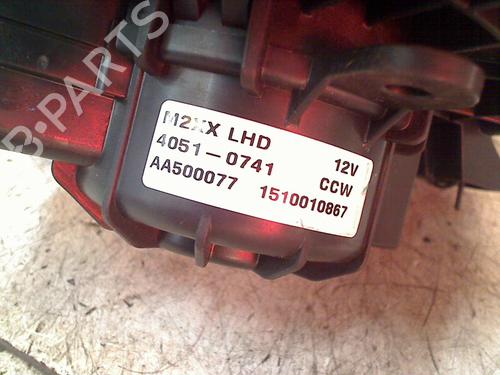 B-PARTS
M2XX LHD 12V
4051-0741 CCW
AA500077 1510010867